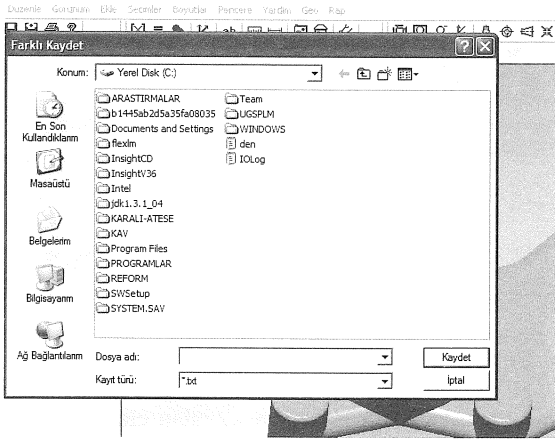 Düzenle Görünüm Ekle Seçimler Boyutlar Pencere Yardım Geo Rap
Farklı Kaydet
Konum: Yerel Disk (C:)
En Son Kullandıklarım
Masaüstü
Belgelerim
Bilgisayarım
Ağ Bağlantılarım
ARASTIRMALAR
b1445ab2d5a35fa08035
Documents and Settings
flexlm
InsightCD
InsightV36
Intel
jdk1.3.1_04
KARALI-ATESE
KAV
Program Files
PROGRAMLAR
REFORM
SWSetup
SYSTEM.SAV
Team
UGSPLM
WINDOWS
den
IOLog
Dosya adı:
Kaydet
Kayıt türü: *.txt
İptal